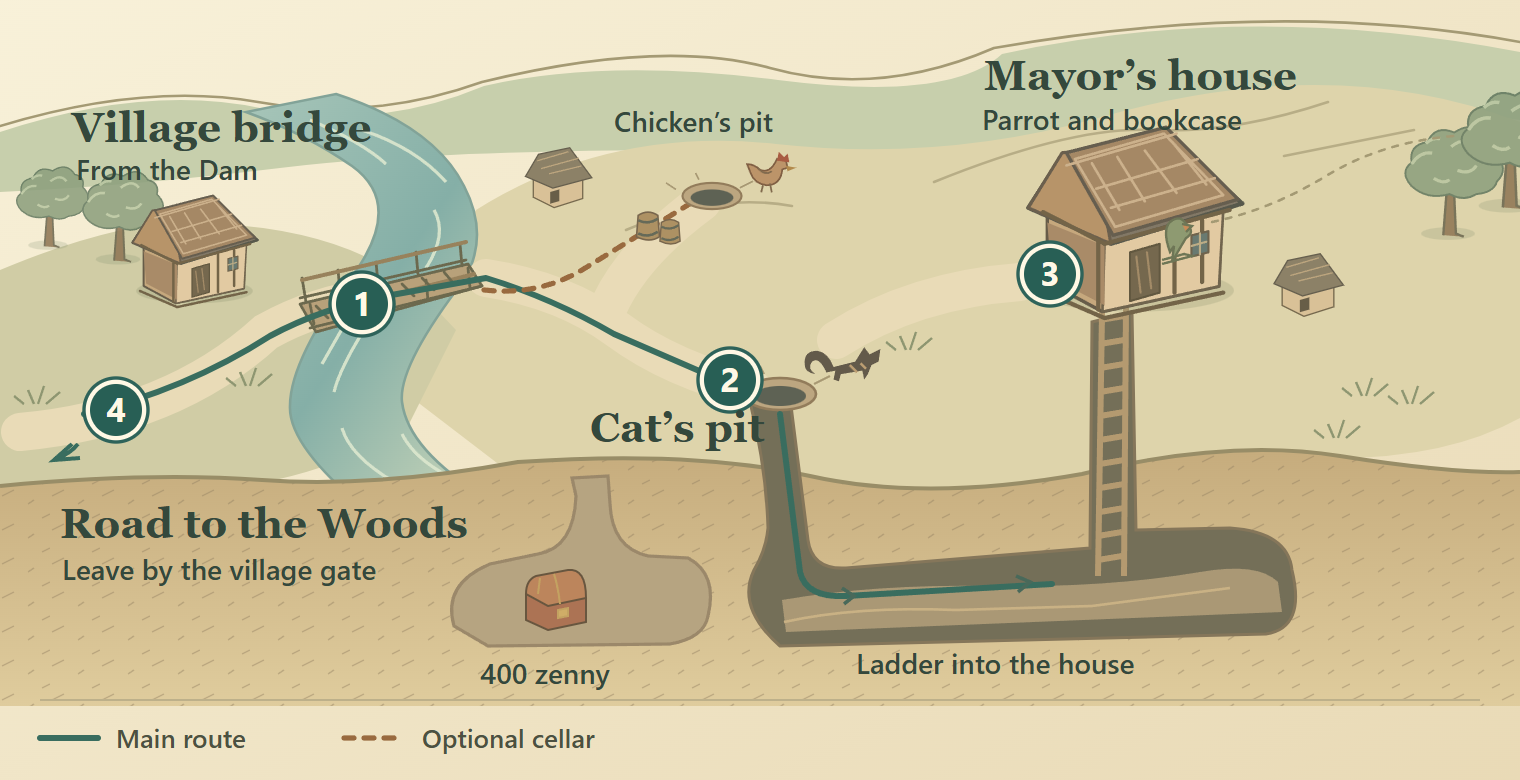 Mayor's house
Parrot and bookcase
Village bridge
From the Dam
Chicken's pit
1
2
3
4
Cat's pit
Road to the Woods
Leave by the village gate
400 zenny
Ladder into the house
Main route
Optional cellar